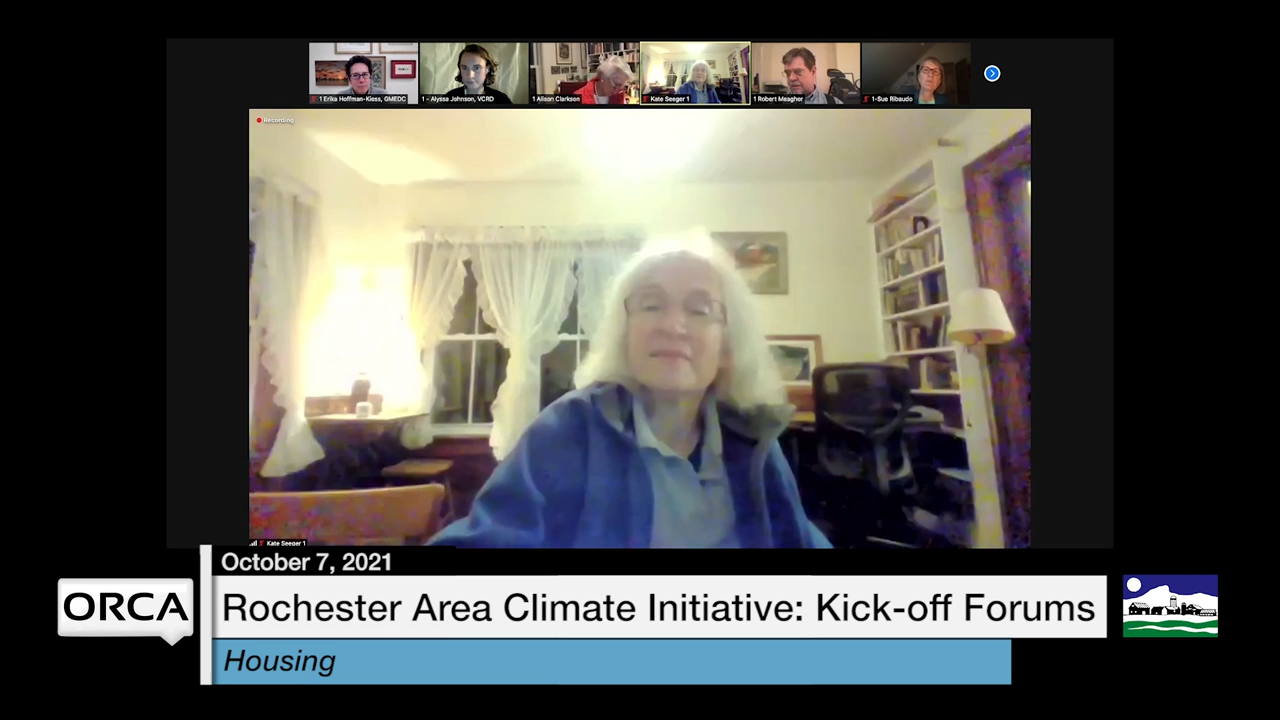 1 Erika Hoffman-Kiess, GMEDC
1 - Alyssa Johnson, VCRD
1 Alison Clarkson
Kate Seeger 1
1 Robert Meagher
1-Sue Ribaudo
Recording
Kate Seeger 1
October 7, 2021
ORCA
Rochester Area Climate Initiative: Kick-off Forums
Housing